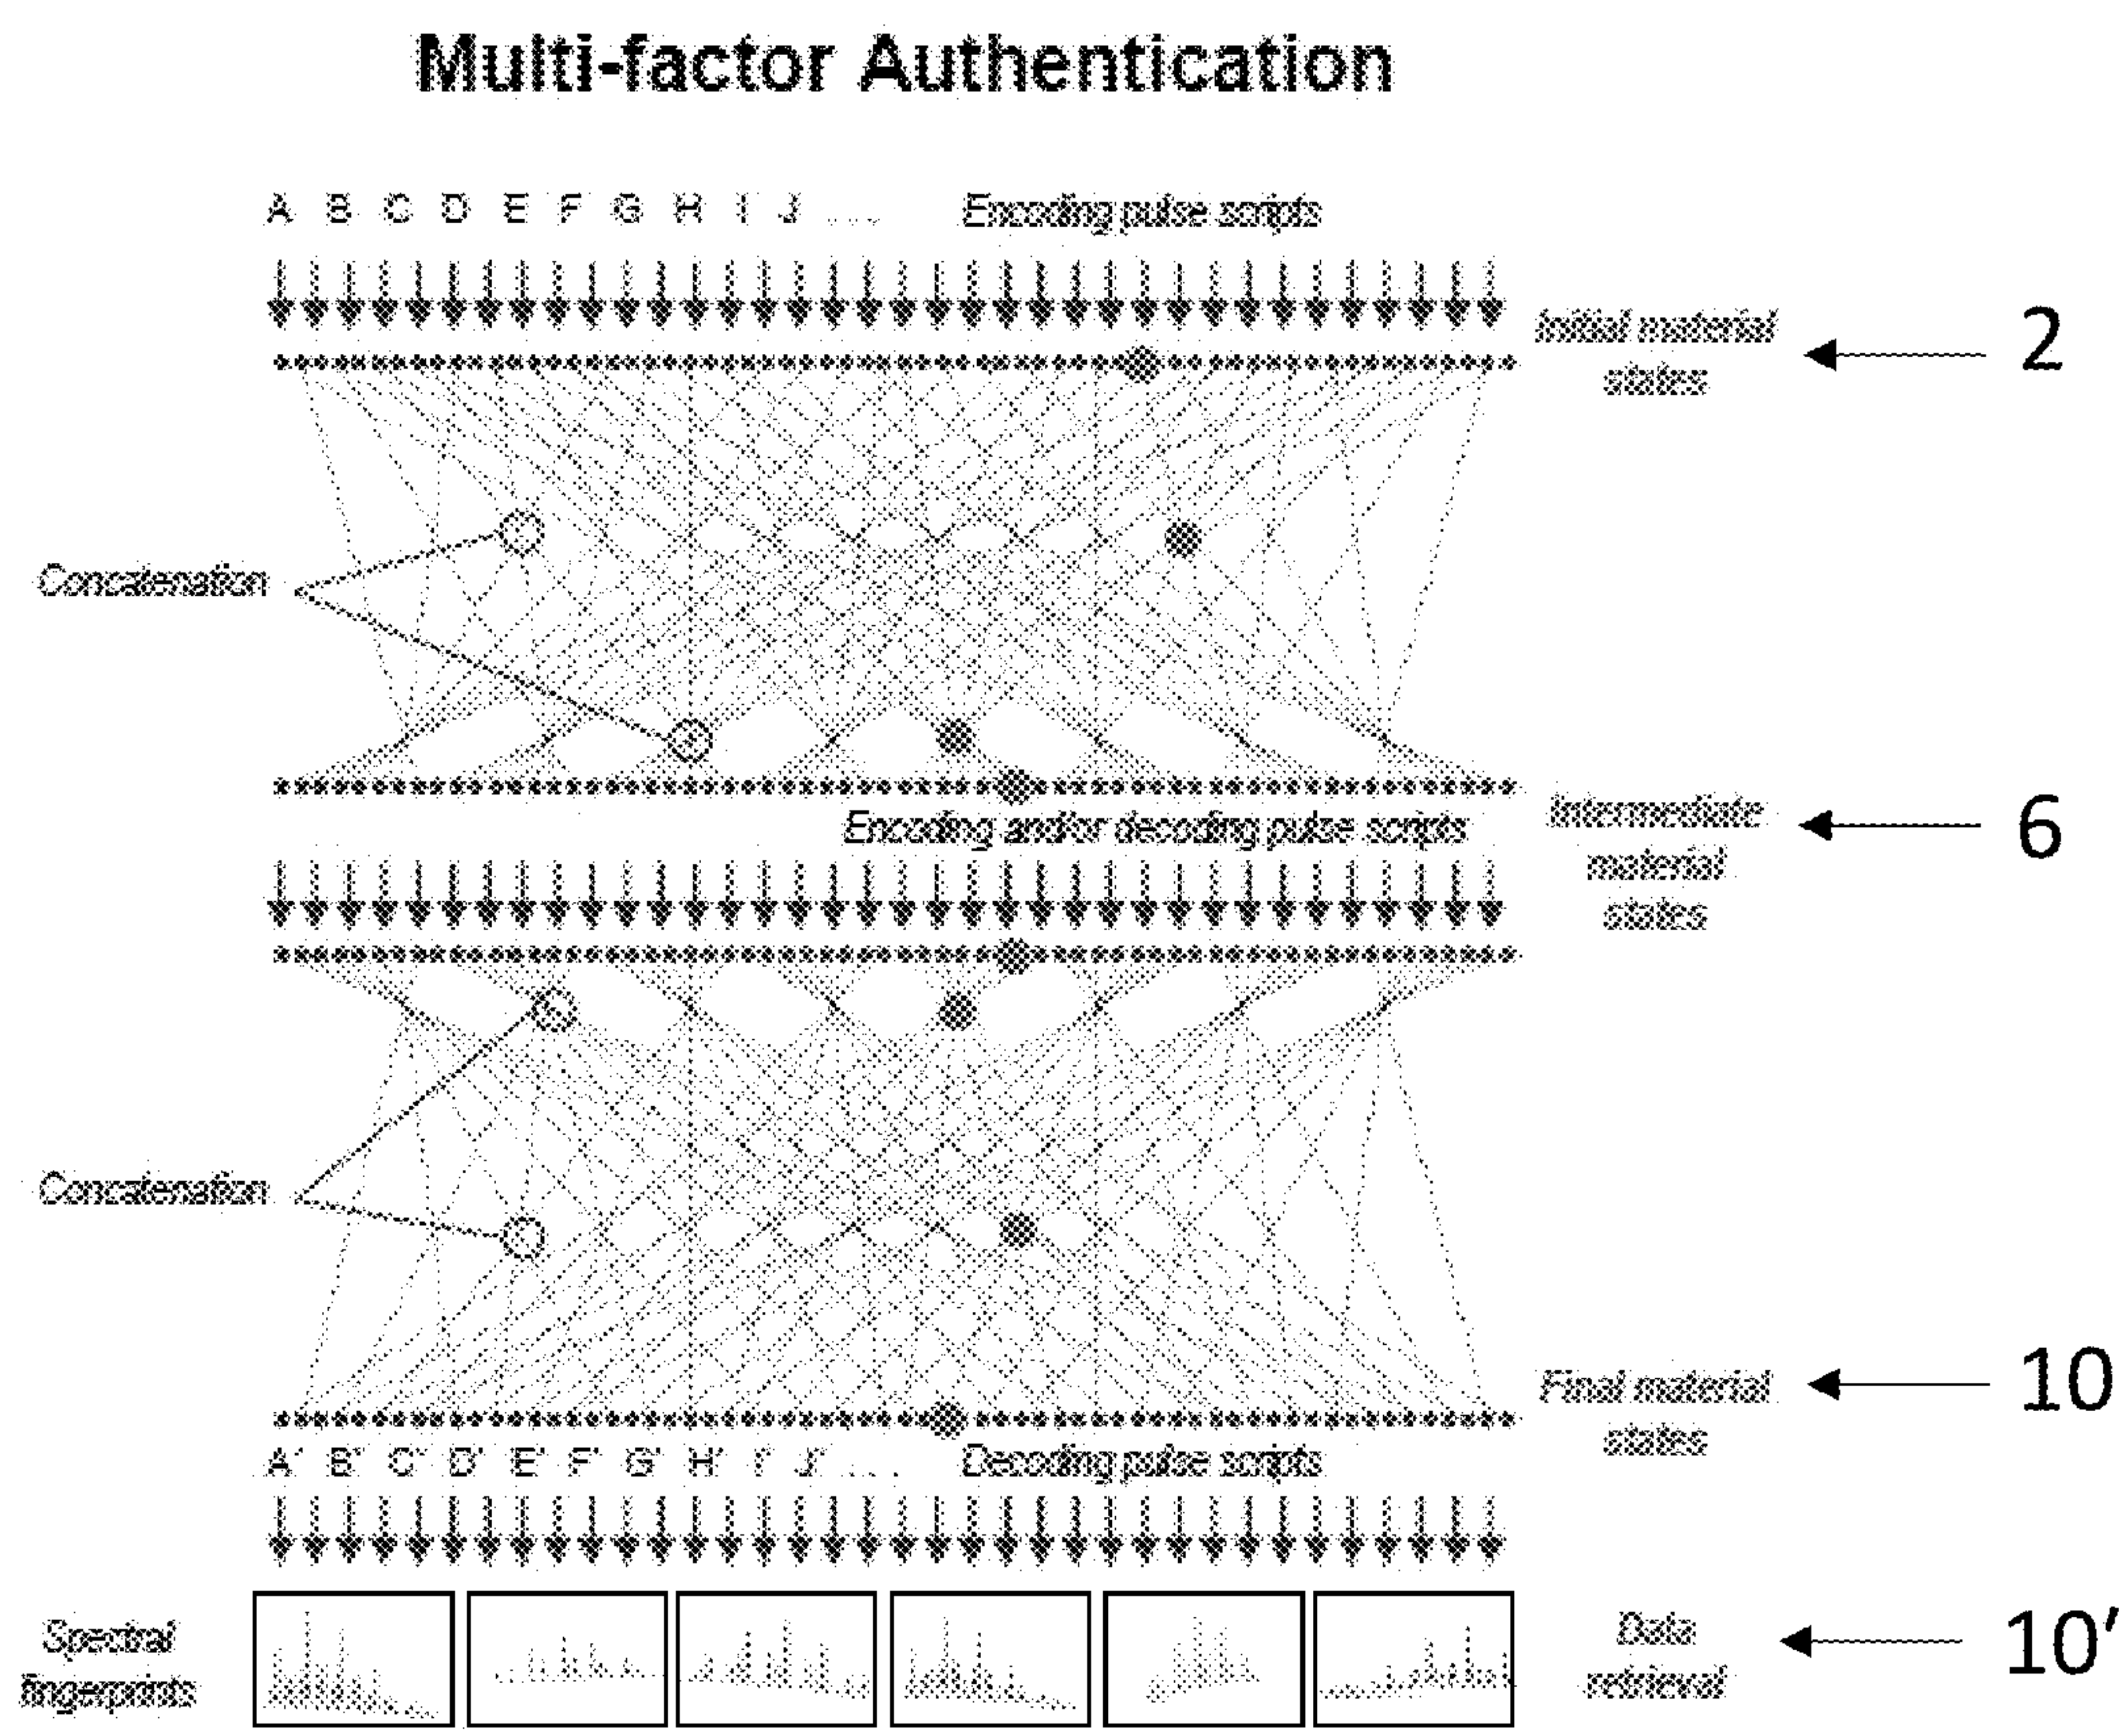 Multi-factor Authentication
A B C D E F G H I J ... Encoding pulse scripts
Initial material
states
2
Concatenation
Encoding and/or decoding pulse scripts
Intermediate
material
states
6
Concatenation
Final material
states
10
A' B' C' D' E' F' G' H' I' J' ... Decoding pulse scripts
Spectral
fingerprints
Data
retrieval
10'